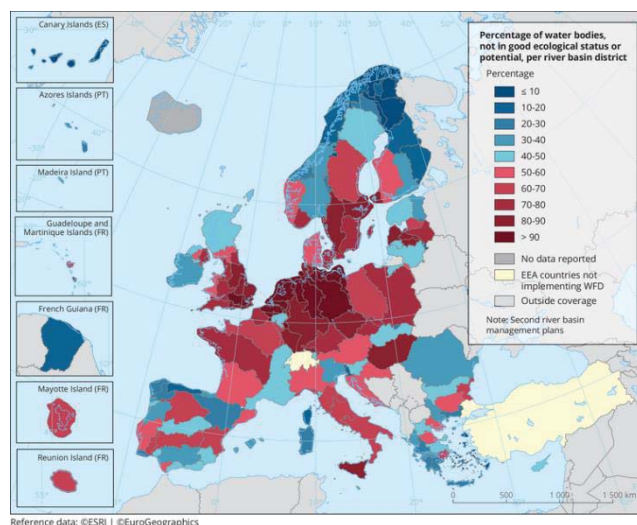 Canary Islands (ES)
Azores Islands (PT)
Madeira Island (PT)
Guadeloupe and
Martinique Islands (FR)
French Guiana (FR)
Mayotte Island (FR)
Reunion Island (FR)
Percentage of water bodies,
not in good ecological status or
potential, per river basin district
Percentage
≤ 10
10-20
20-30
30-40
40-50
50-60
60-70
70-80
80-90
> 90
No data reported
EEA countries not
implementing WFD
Outside coverage
Note: Second river basin
management plans
0 500 1 000 1 500
Reference data: ©ESRI | ©EuroGeographics